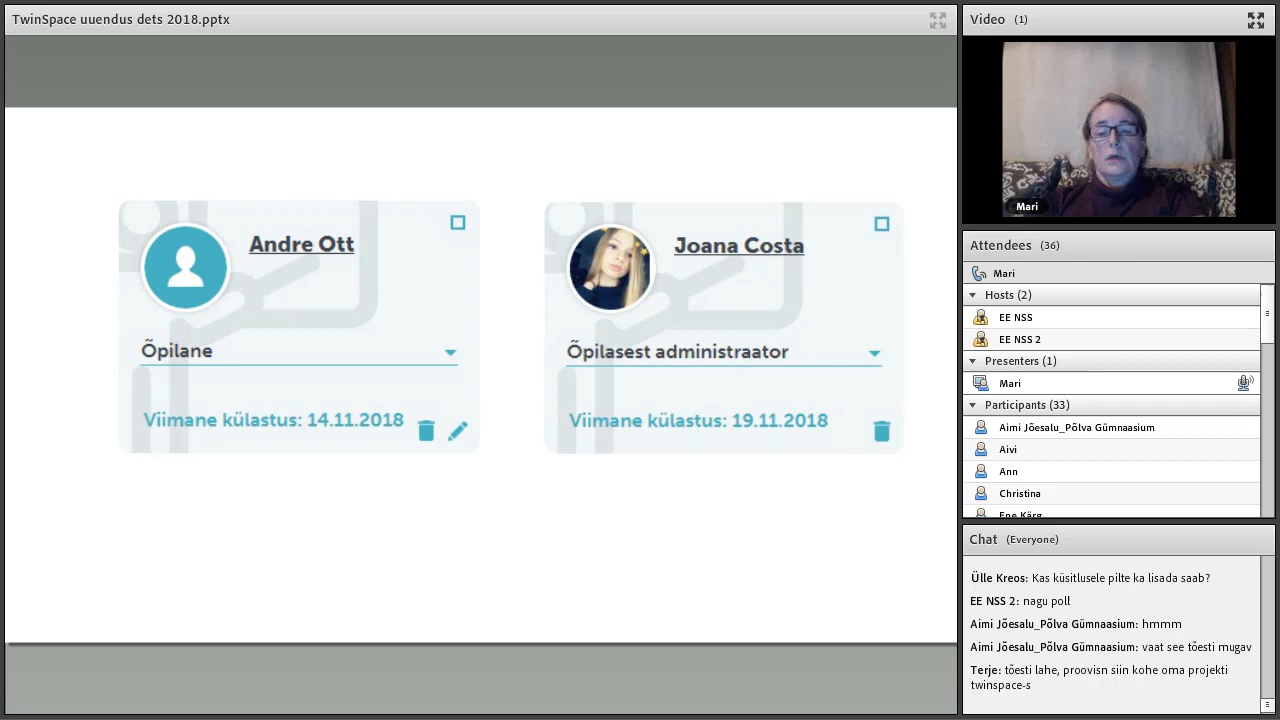 TwinSpace uuendus dets 2018.pptx
Andre Ott
Õpilane
Viimane külastus: 14.11.2018
Joana Costa
Õpilasest administraator
Viimane külastus: 19.11.2018
Video (1)
Mari
Attendees (36)
Mari
Hosts (2)
EE NSS
EE NSS 2
Presenters (1)
Mari
Participants (33)
Aimi Jõesalu_Põlva Gümnaasium
Aivi
Ann
Christina
Ene Kärg
Chat (Everyone)
Ülle Kreos: Kas küsitlusele pilte ka lisada saab?
EE NSS 2: nagu poll
Aimi Jõesalu_Põlva Gümnaasium: hmmm
Aimi Jõesalu_Põlva Gümnaasium: vaat see tõesti mugav
Terje: tõesti lahe, proovisn siin kohe oma projekti
twinspace-s